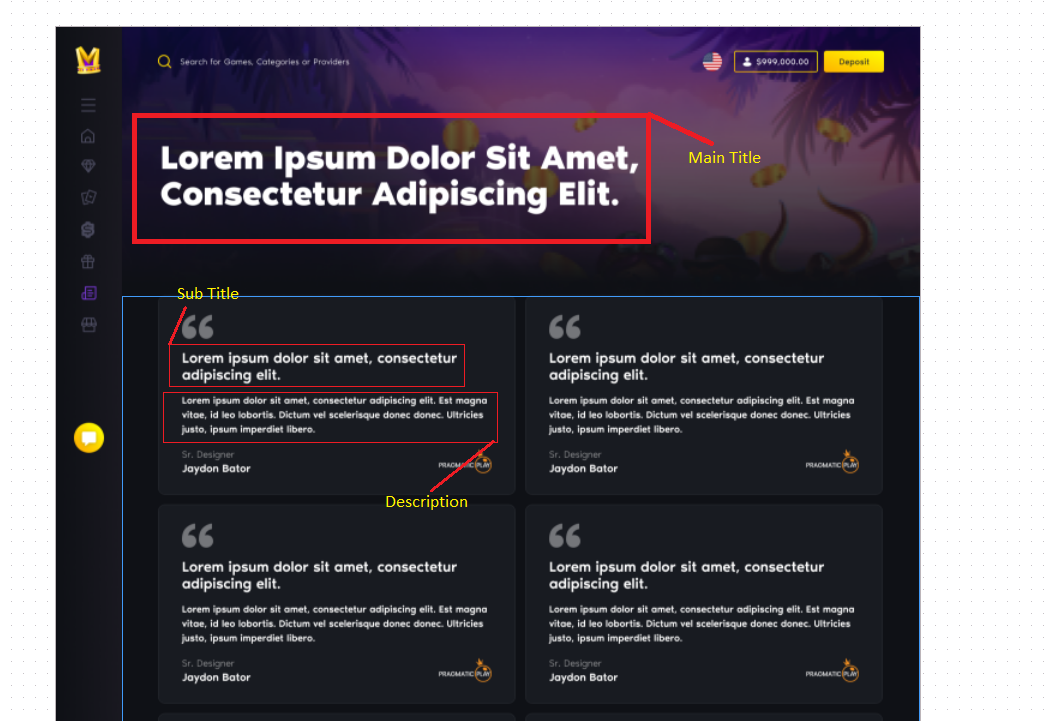 Search for Games, Categories or Providers
$999,000.00
Deposit
Lorem Ipsum Dolor Sit Amet,
Consectetur Adipiscing Elit.
Main Title
Sub Title
Lorem ipsum dolor sit amet, consectetur
adipiscing elit.
Lorem ipsum dolor sit amet, consectetur adipiscing elit. Est magna
vitae, id leo lobortis. Dictum vel scelerisque donec donec. Ultricies
justo, ipsum imperdiet libero.
Sr. Designer
Jaydon Bator
PRAGMATIC PLAY
Description
Lorem ipsum dolor sit amet, consectetur
adipiscing elit.
Lorem ipsum dolor sit amet, consectetur adipiscing elit. Est magna
vitae, id leo lobortis. Dictum vel scelerisque donec donec. Ultricies
justo, ipsum imperdiet libero.
Sr. Designer
Jaydon Bator
PRAGMATIC PLAY
Lorem ipsum dolor sit amet, consectetur
adipiscing elit.
Lorem ipsum dolor sit amet, consectetur adipiscing elit. Est magna
vitae, id leo lobortis. Dictum vel scelerisque donec donec. Ultricies
justo, ipsum imperdiet libero.
Sr. Designer
Jaydon Bator
PRAGMATIC PLAY
Lorem ipsum dolor sit amet, consectetur
adipiscing elit.
Lorem ipsum dolor sit amet, consectetur adipiscing elit. Est magna
vitae, id leo lobortis. Dictum vel scelerisque donec donec. Ultricies
justo, ipsum imperdiet libero.
Sr. Designer
Jaydon Bator
PRAGMATIC PLAY